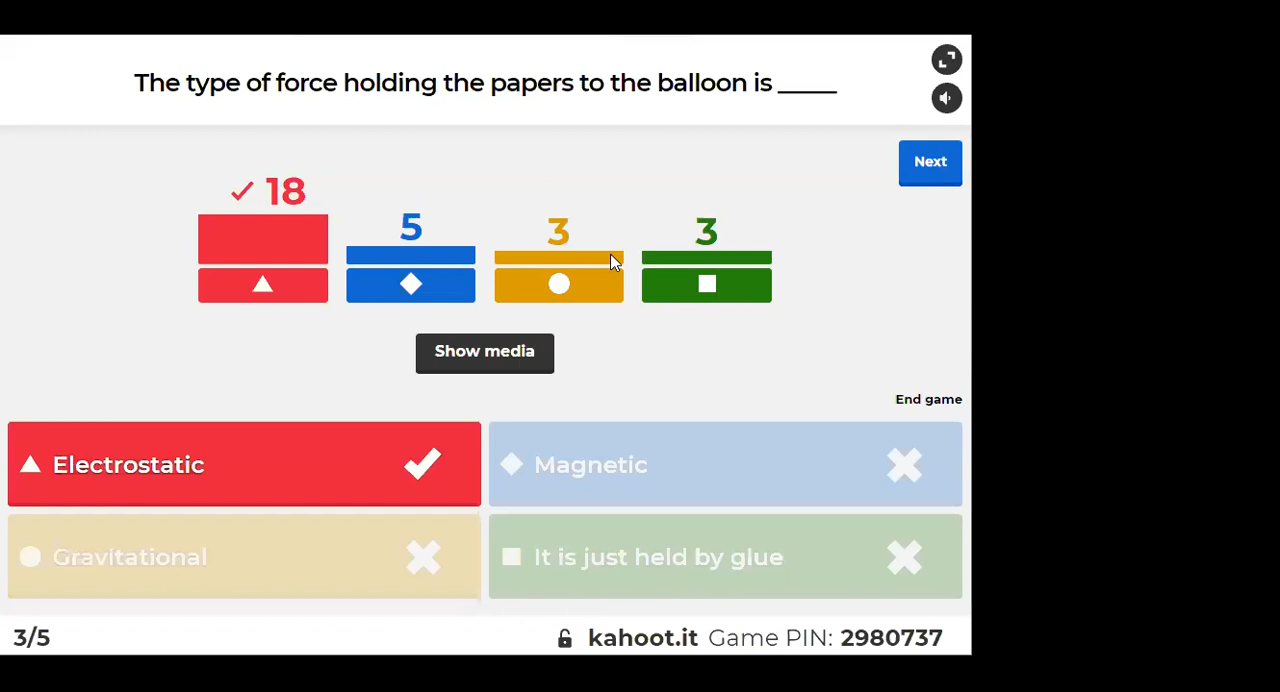 The type of force holding the papers to the balloon is _____
Next
18
5
3
3
Show media
End game
Electrostatic
Magnetic
Gravitational
It is just held by glue
3/5
kahoot.it Game PIN: 2980737